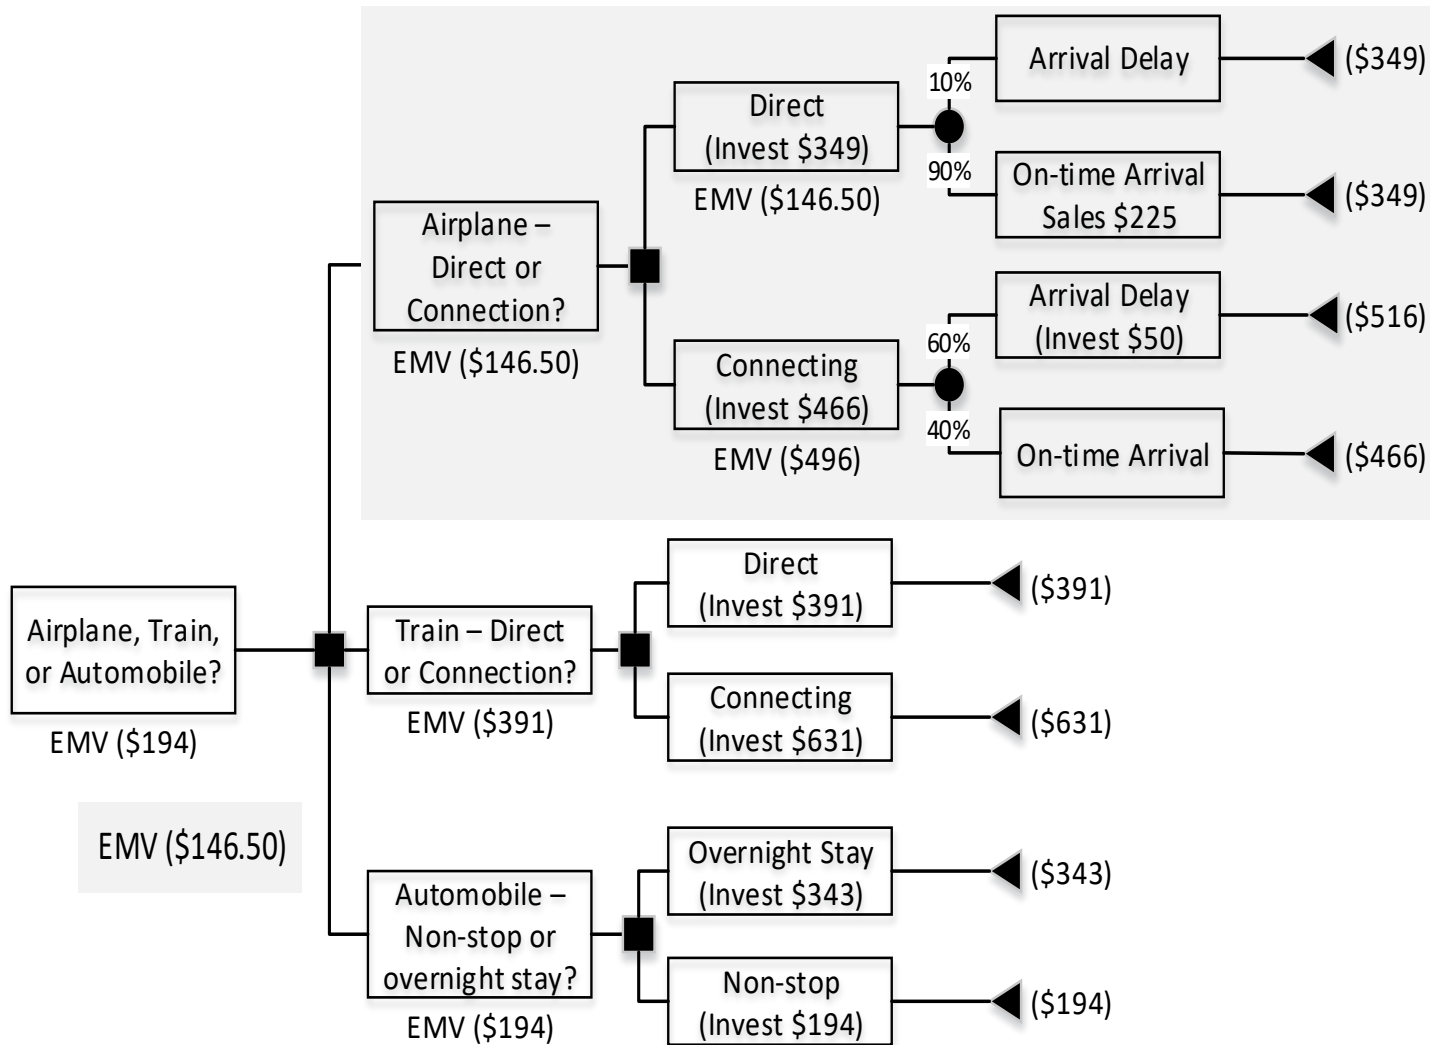 Arrival Delay
($349)
10%
Direct
(Invest $349)
EMV ($146.50)
90%
On-time Arrival
Sales $225
($349)
Airplane –
Direct or
Connection?
EMV ($146.50)
Arrival Delay
(Invest $50)
($516)
60%
Connecting
(Invest $466)
EMV ($496)
40%
On-time Arrival
($466)
Airplane, Train,
or Automobile?
EMV ($194)
EMV ($146.50)
Train – Direct
or Connection?
EMV ($391)
Direct
(Invest $391)
($391)
Connecting
(Invest $631)
($631)
Automobile –
Non-stop or
overnight stay?
EMV ($194)
Overnight Stay
(Invest $343)
($343)
Non-stop
(Invest $194)
($194)